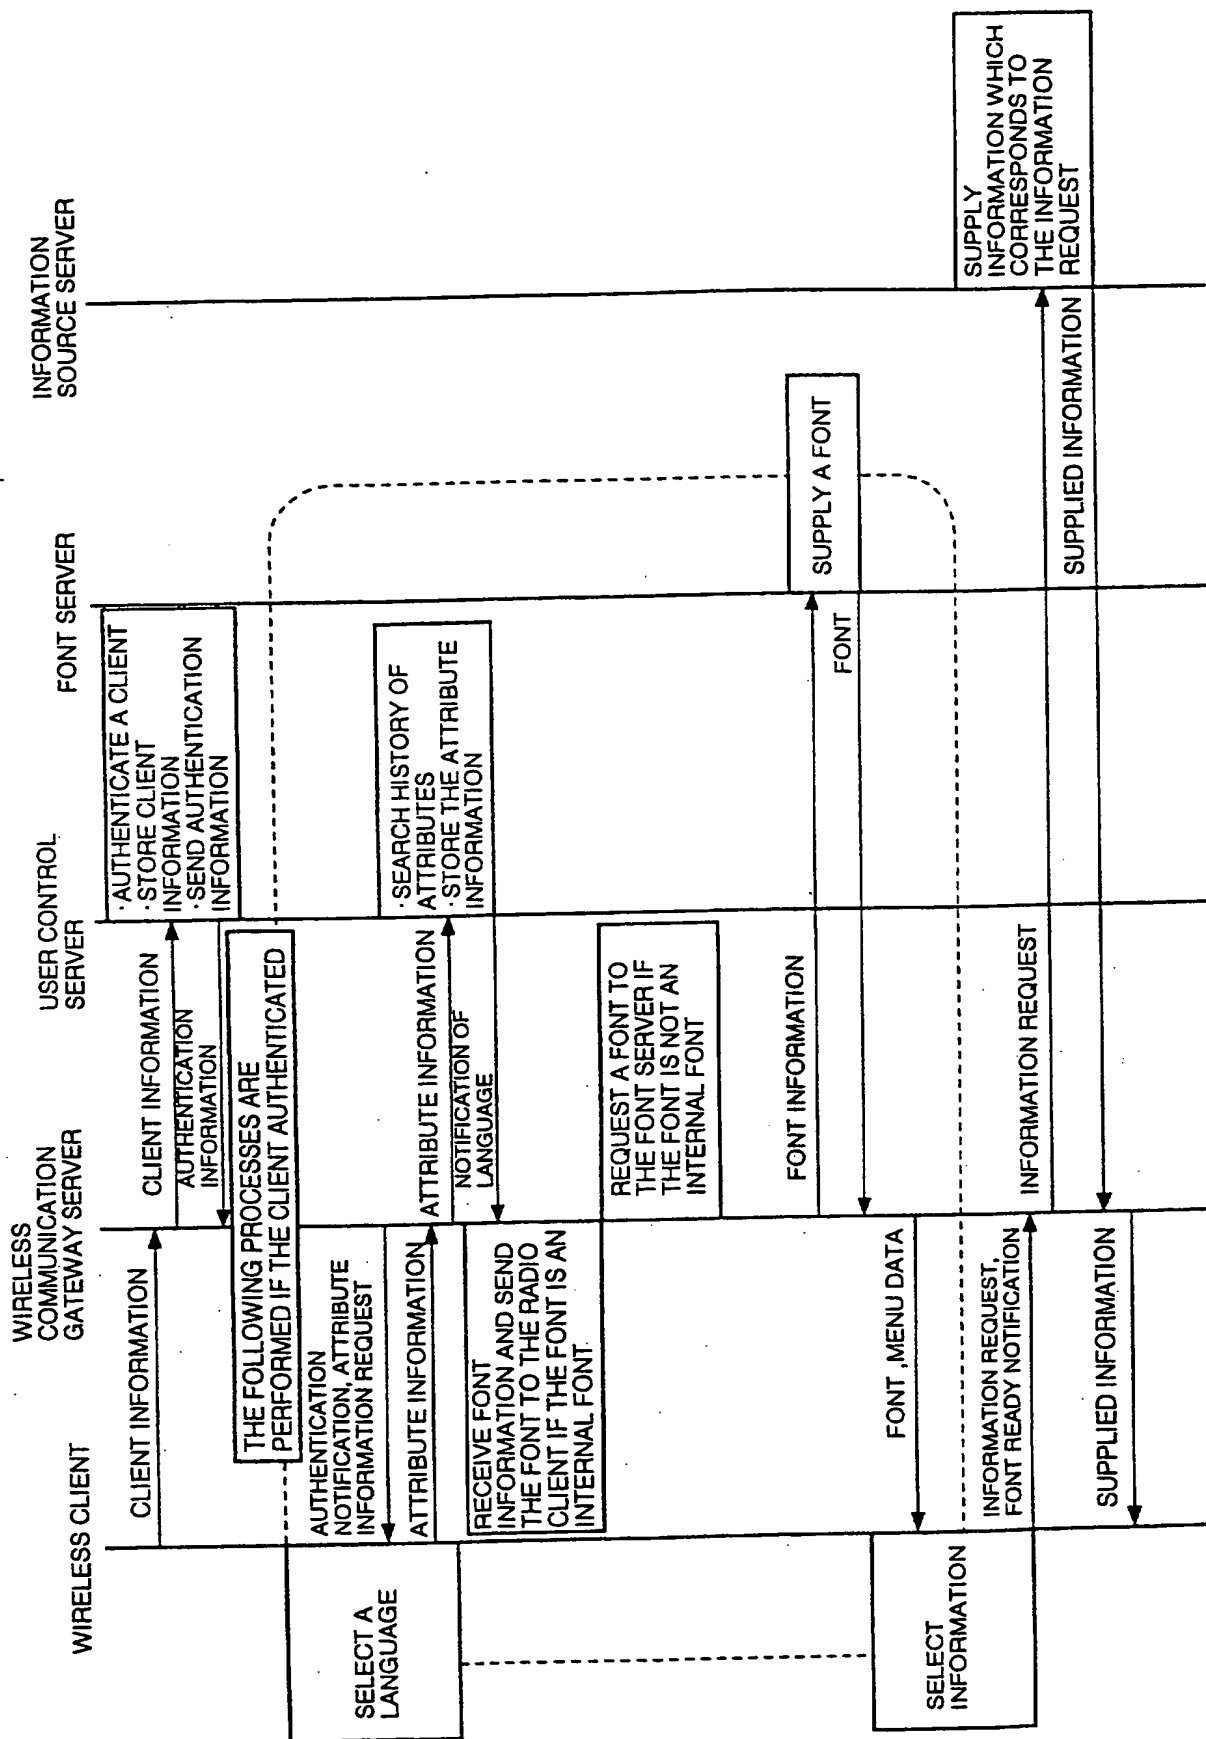 WIRELESS CLIENT
WIRELESS
COMMUNICATION
GATEWAY SERVER
USER CONTROL
SERVER
FONT SERVER
INFORMATION
SOURCE SERVER
CLIENT INFORMATION
CLIENT INFORMATION
· AUTHENTICATE A CLIENT
· STORE CLIENT
INFORMATION
· SEND AUTHENTICATION
INFORMATION
AUTHENTICATION
INFORMATION
THE FOLLOWING PROCESSES ARE
PERFORMED IF THE CLIENT AUTHENTICATED
AUTHENTICATION
NOTIFICATION, ATTRIBUTE
INFORMATION REQUEST
SELECT A
LANGUAGE
ATTRIBUTE INFORMATION
ATTRIBUTE INFORMATION
· SEARCH HISTORY OF
ATTRIBUTES
· STORE THE ATTRIBUTE
INFORMATION
NOTIFICATION OF
LANGUAGE
RECEIVE FONT
INFORMATION AND SEND
THE FONT TO THE RADIO
CLIENT IF THE FONT IS AN
INTERNAL FONT.
REQUEST A FONT TO
THE FONT SERVER IF
THE FONT IS NOT AN
INTERNAL FONT
FONT INFORMATION
SUPPLY A FONT
FONT
FONT ,MENU DATA
SELECT
INFORMATION
INFORMATION REQUEST,
FONT READY NOTIFICATION
INFORMATION REQUEST
SUPPLY
INFORMATION WHICH
CORRESPONDS TO
THE INFORMATION
REQUEST
SUPPLIED INFORMATION
SUPPLIED INFORMATION